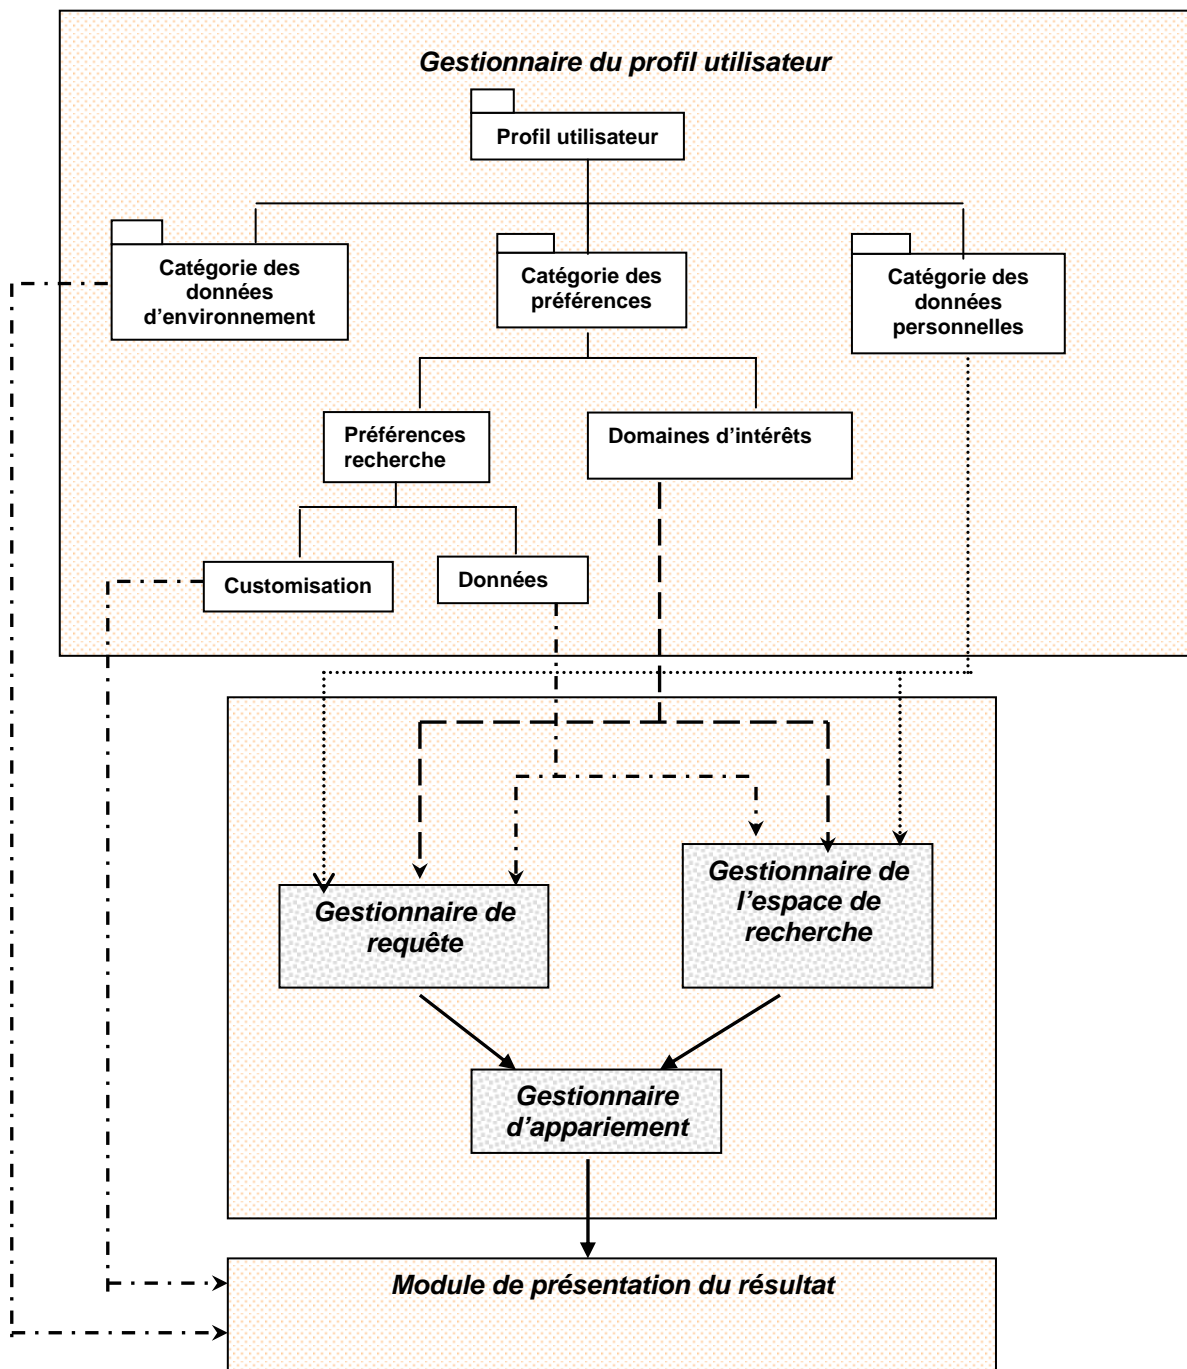 Gestionnaire du profil utilisateur
Profil utilisateur
Catégorie des
données
d’environnement
Catégorie des
préférences
Catégorie des
données
personnelles
Préférences
recherche
Domaines d’intérêts
Customisation
Données
Gestionnaire de
requête
Gestionnaire de
l’espace de
recherche
Gestionnaire
d’appariement
Module de présentation du résultat